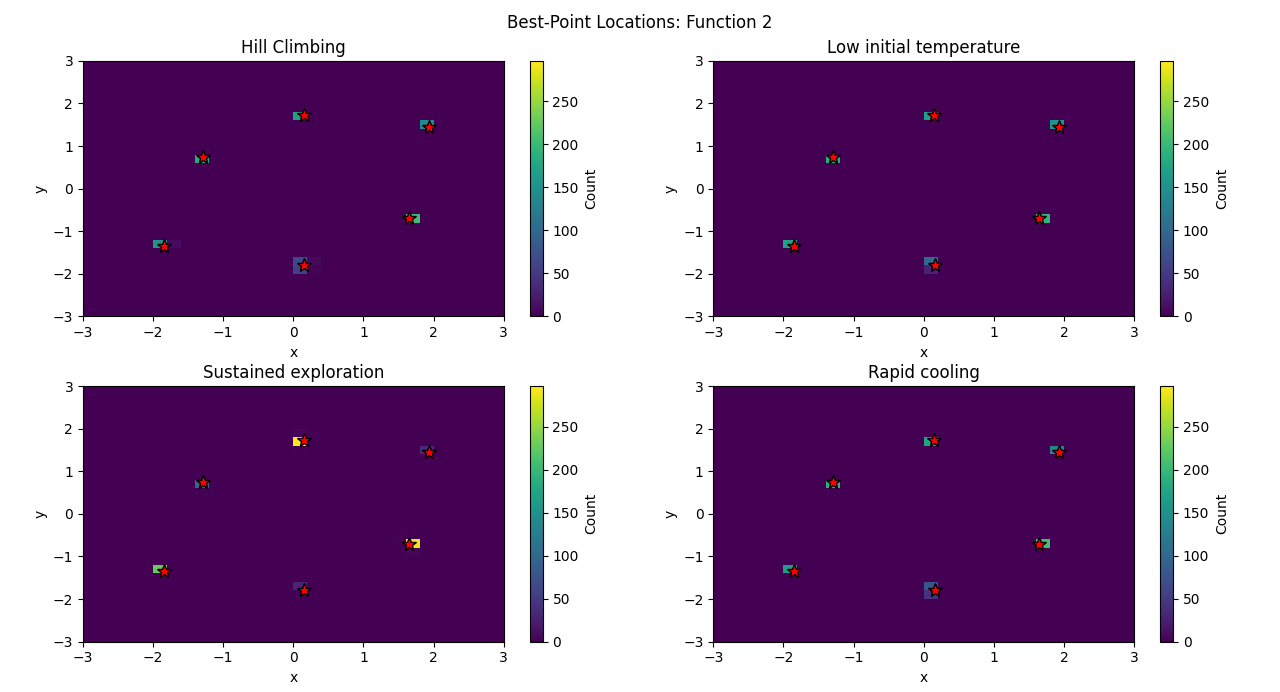 Best-Point Locations: Function 2
Hill Climbing
3
2
1
0
−1
−2
−3
y
−3 −2 −1 0 1 2 3
x
250
200
150
100
50
0
Count
Low initial temperature
3
2
1
0
−1
−2
−3
y
−3 −2 −1 0 1 2 3
x
250
200
150
100
50
0
Count
Sustained exploration
3
2
1
0
−1
−2
−3
y
−3 −2 −1 0 1 2 3
x
250
200
150
100
50
0
Count
Rapid cooling
3
2
1
0
−1
−2
−3
y
−3 −2 −1 0 1 2 3
x
250
200
150
100
50
0
Count